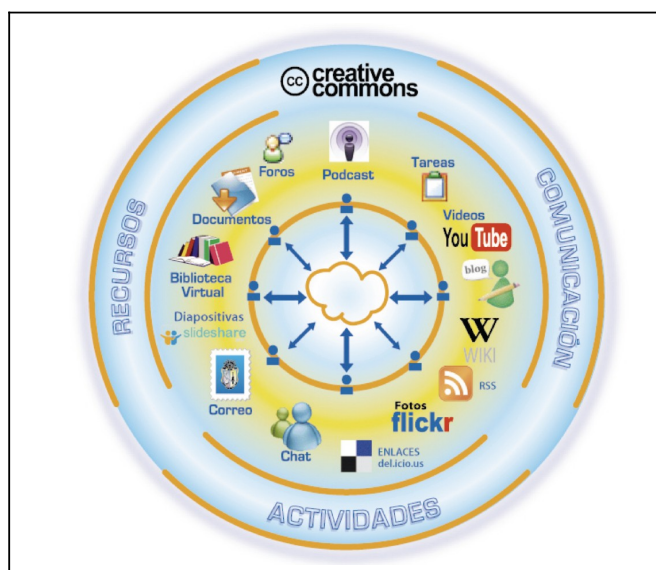 cc creative
commons
RECURSOS
COMUNICACIÓN
ACTIVIDADES
Foros
Podcast
Tareas
Videos
YouTube
blog
W
WIKI
RSS
Fotos
flickr
ENLACES
del.icio.us
Chat
Correo
Diapositivas
slideshare
Biblioteca
Virtual
Documentos